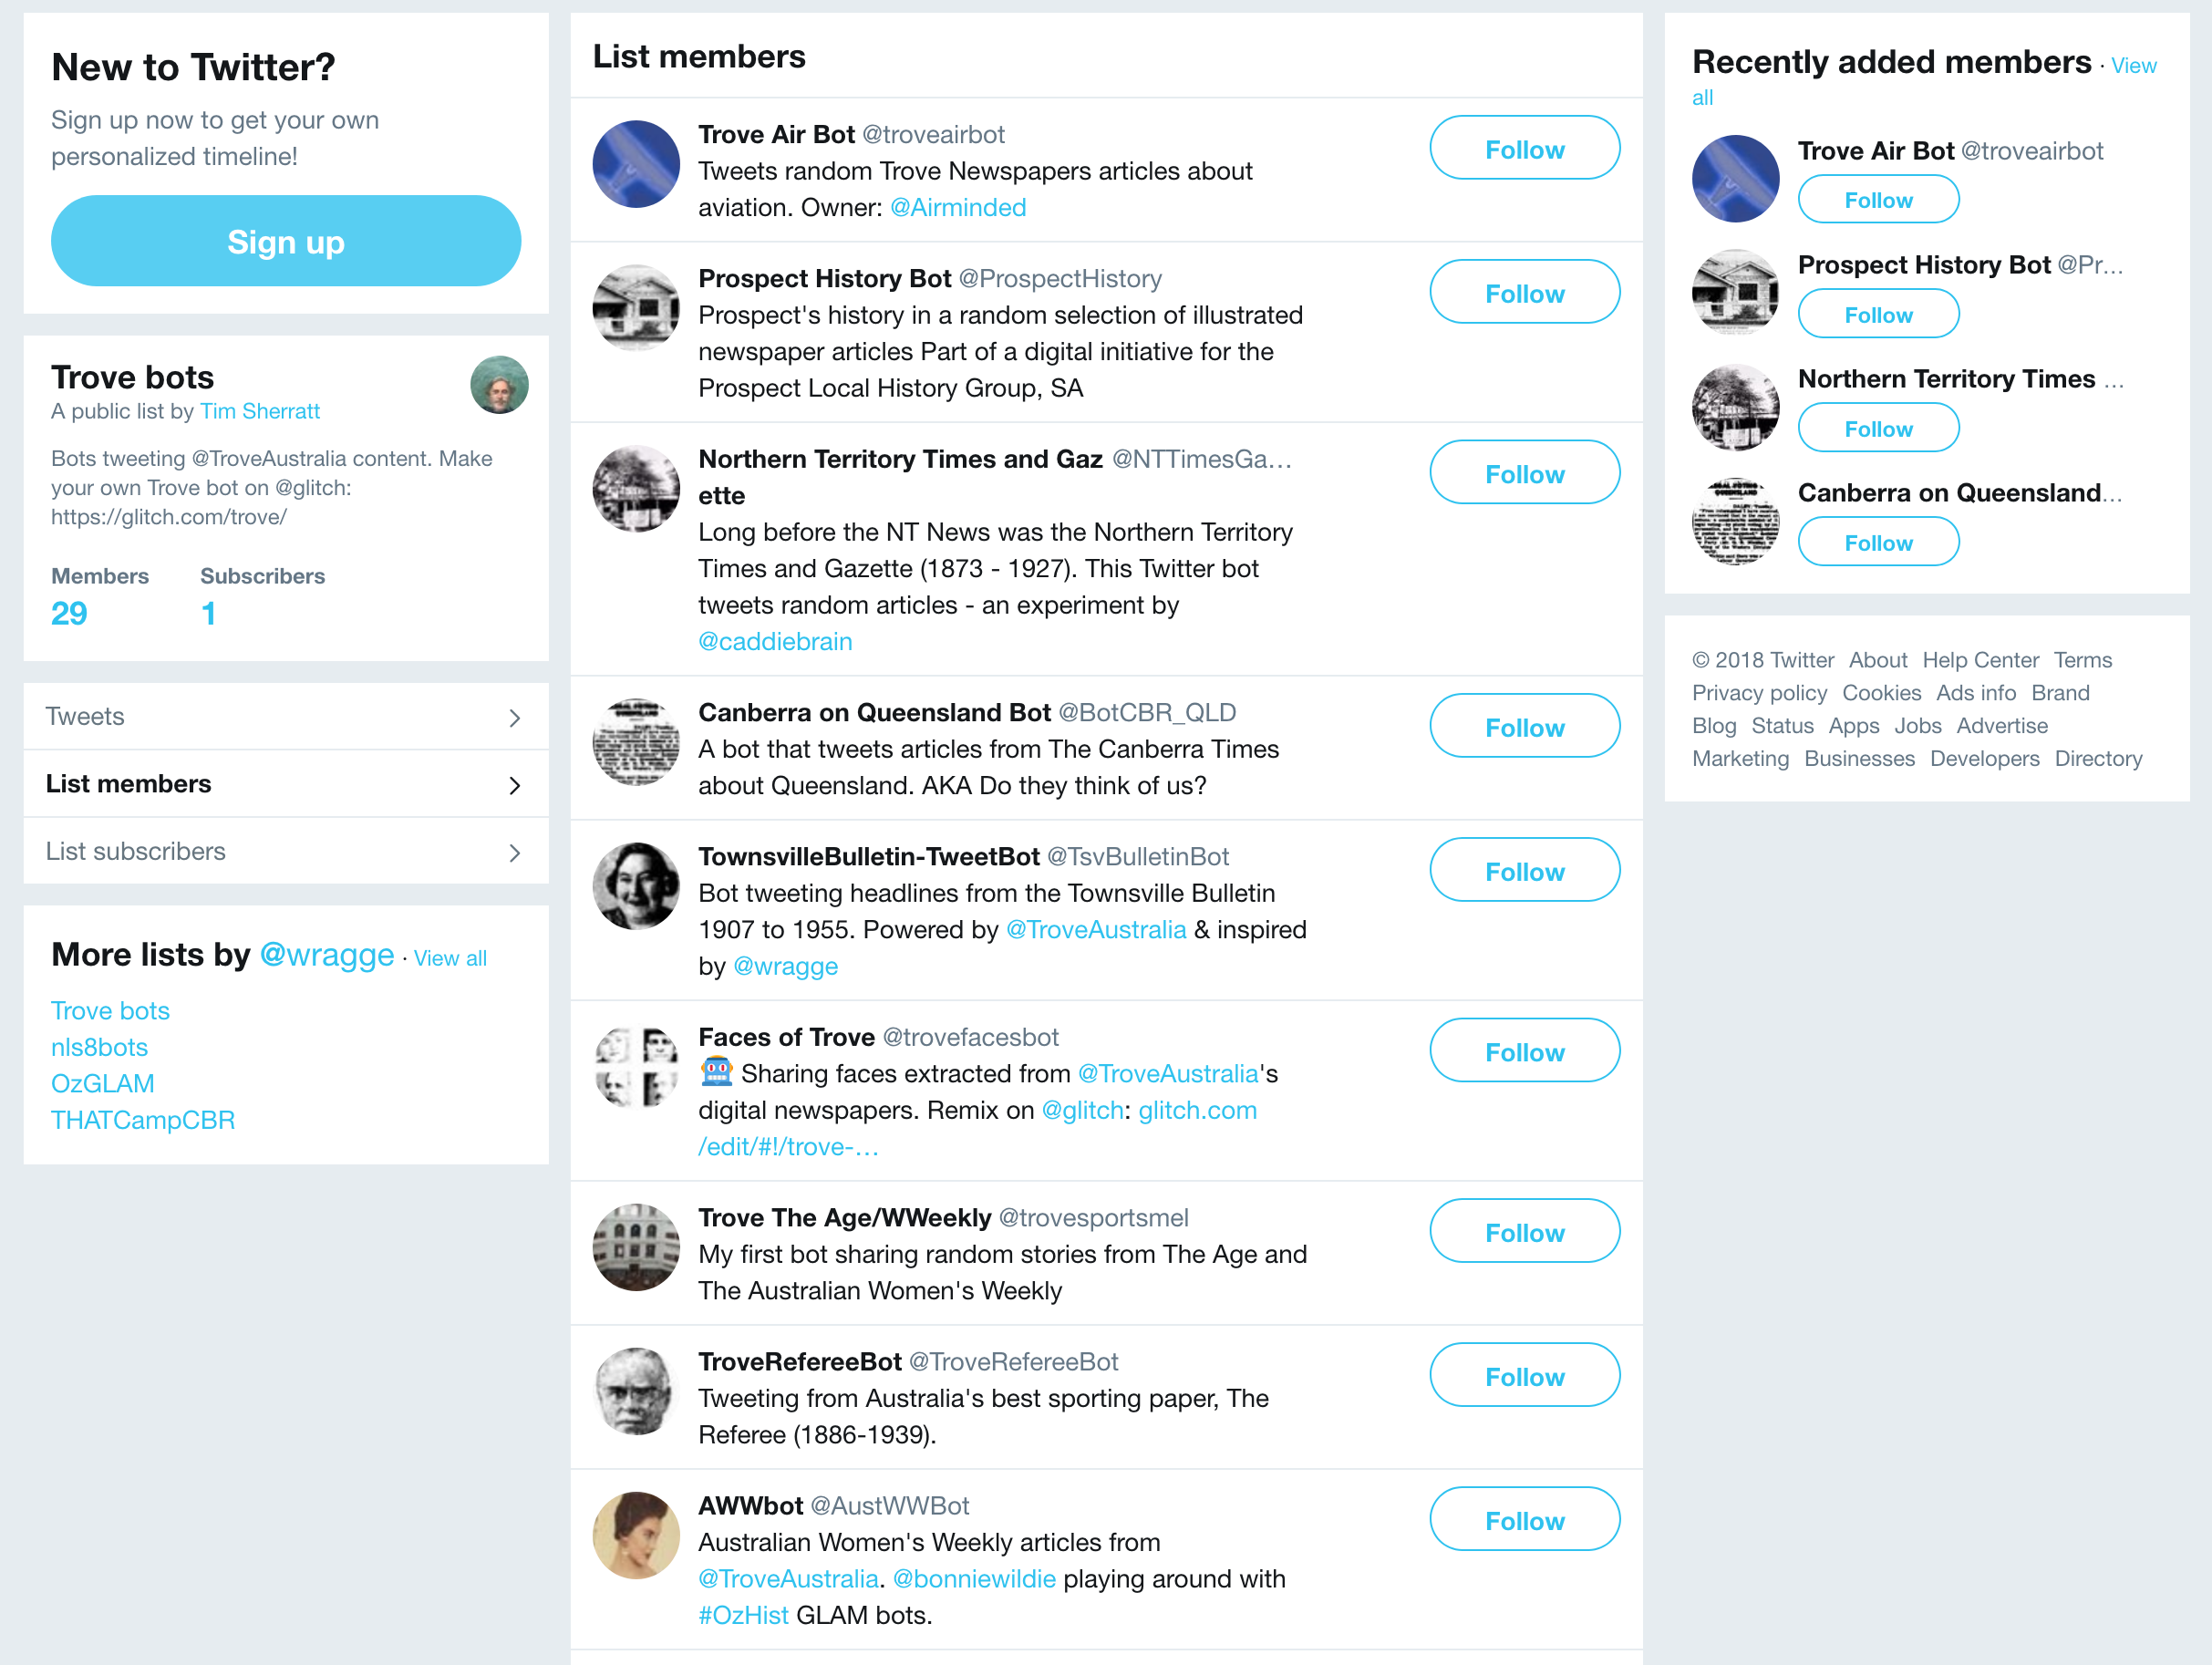 New to Twitter?
Sign up now to get your own
personalized timeline!
Sign up
Trove bots
A public list by Tim Sherratt
Bots tweeting @TroveAustralia content. Make
your own Trove bot on @glitch:
https://glitch.com/trove/
Members Subscribers
29 1
Tweets
List members
List subscribers
More lists by @wragge · View all
Trove bots
nls8bots
OzGLAM
THATCampCBR
List members
Trove Air Bot @troveairbot
Follow
Tweets random Trove Newspapers articles about
aviation. Owner: @Airminded
Prospect History Bot @ProspectHistory
Follow
Prospect's history in a random selection of illustrated
newspaper articles Part of a digital initiative for the
Prospect Local History Group, SA
Northern Territory Times and Gaz @NTTimesGa…
ette
Follow
Long before the NT News was the Northern Territory
Times and Gazette (1873 - 1927). This Twitter bot
tweets random articles - an experiment by
@caddiebrain
Canberra on Queensland Bot @BotCBR_QLD
Follow
A bot that tweets articles from The Canberra Times
about Queensland. AKA Do they think of us?
TownsvilleBulletin-TweetBot @TsvBulletinBot
Follow
Bot tweeting headlines from the Townsville Bulletin
1907 to 1955. Powered by @TroveAustralia & inspired
by @wragge
Faces of Trove @trovefacesbot
Follow
Sharing faces extracted from @TroveAustralia's
digital newspapers. Remix on @glitch: glitch.com
/edit/#!/trove-…
Trove The Age/WWeekly @trovesportsmel
Follow
My first bot sharing random stories from The Age and
The Australian Women's Weekly
TroveRefereeBot @TroveRefereeBot
Follow
Tweeting from Australia's best sporting paper, The
Referee (1886-1939).
AWWbot @AustWWBot
Follow
Australian Women's Weekly articles from
@TroveAustralia. @bonniewildie playing around with
#OzHist GLAM bots.
Recently added members · View
all
Trove Air Bot @troveairbot
Follow
Prospect History Bot @Pr…
Follow
Northern Territory Times …
Follow
Canberra on Queensland…
Follow
© 2018 Twitter About Help Center Terms
Privacy policy Cookies Ads info Brand
Blog Status Apps Jobs Advertise
Marketing Businesses Developers Directory